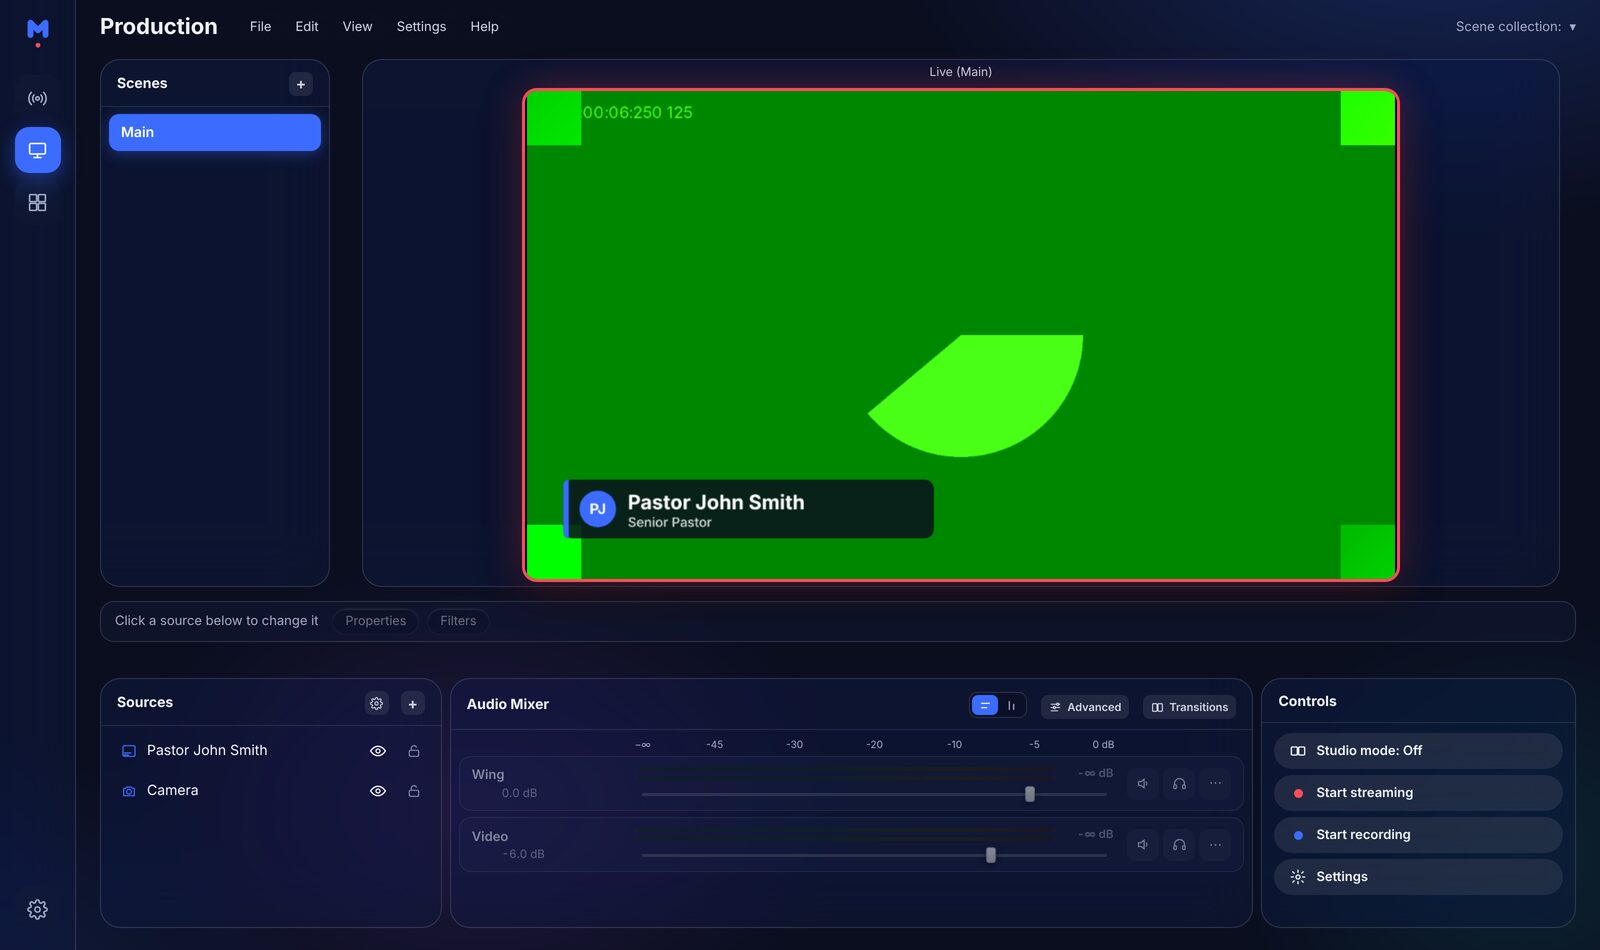 Production
File
Edit
View
Settings
Help
Scene collection:
Scenes
+
Main
Live (Main)
00:06:250 125
PJ
Pastor John Smith
Senior Pastor
Click a source below to change it
Properties
Filters
Sources
+
Pastor John Smith
Camera
Audio Mixer
Advanced
Transitions
-∞
-45
-30
-20
-10
-5
0 dB
Wing
0.0 dB
-∞ dB
Video
-6.0 dB
-∞ dB
Controls
Studio mode: Off
Start streaming
Start recording
Settings